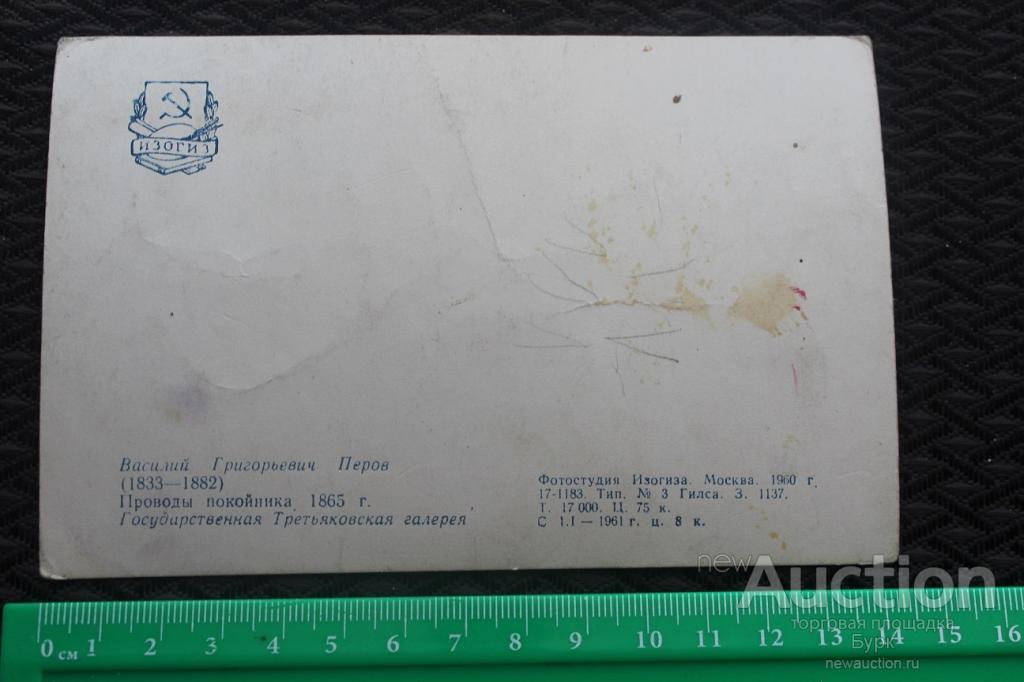 ИЗОГИЗ
Василий Григорьевич Перов
(1833—1882)
Проводы покойника 1865 г.
Государственная Третьяковская галерея
Фотостудия Изогиза. Москва. 1960 г.
17-1183. Тип. № 3 Гилса. З. 1137.
Т. 17 000. Ц. 75 к.
С 1.I — 1961 г. ц. 8 к.
newAuction
торговая площадка
Бурк
newauction.ru
0 см 1 2 3 4 5 6 7 8 9 10 11 12 13 14 15 16